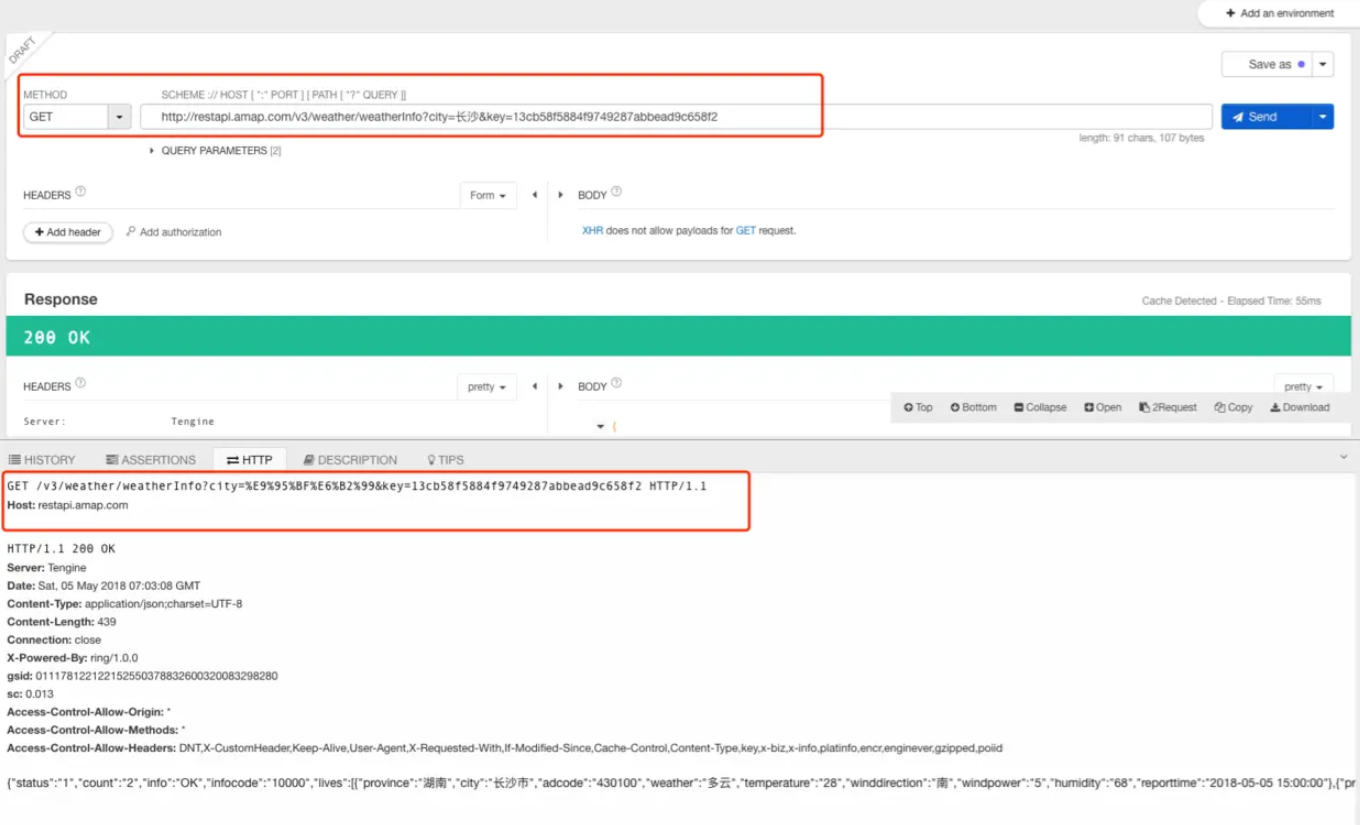 Add an environment
DRAFT
Save as
METHOD SCHEME :// HOST [ ":" PORT ] [ PATH [ "?" QUERY ]]
GET http://restapi.amap.com/v3/weather/weatherInfo?city=长沙&key=13cb58f5884f9749287abbead9c658f2 Send
length: 91 chars, 107 bytes
QUERY PARAMETERS [2]
HEADERS ? Form BODY ?
Add header Add authorization XHR does not allow payloads for GET request.
Response Cache Detected - Elapsed Time: 55ms
200 OK
HEADERS ? pretty BODY ? pretty
Top Bottom Collapse Open 2Request Copy Download
Server: Tengine {
HISTORY ASSERTIONS HTTP DESCRIPTION TIPS
GET /v3/weather/weatherInfo?city=%E9%95%BF%E6%B2%99&key=13cb58f5884f9749287abbead9c658f2 HTTP/1.1
Host: restapi.amap.com
HTTP/1.1 200 OK
Server: Tengine
Date: Sat, 05 May 2018 07:03:08 GMT
Content-Type: application/json;charset=UTF-8
Content-Length: 439
Connection: close
X-Powered-By: ring/1.0.0
gsid: 011178122122152550378832600320083298280
sc: 0.013
Access-Control-Allow-Origin: *
Access-Control-Allow-Methods: *
Access-Control-Allow-Headers: DNT,X-CustomHeader,Keep-Alive,User-Agent,X-Requested-With,If-Modified-Since,Cache-Control,Content-Type,key,x-biz,x-info,platinfo,encr,enginever,gzipped,poiid
{"status":"1","count":"2","info":"OK","infocode":"10000","lives":[{"province":"湖南","city":"长沙市","adcode":"430100","weather":"多云","temperature":"28","winddirection":"南","windpower":"5","humidity":"68","reporttime":"2018-05-05 15:00:00"},{"pr